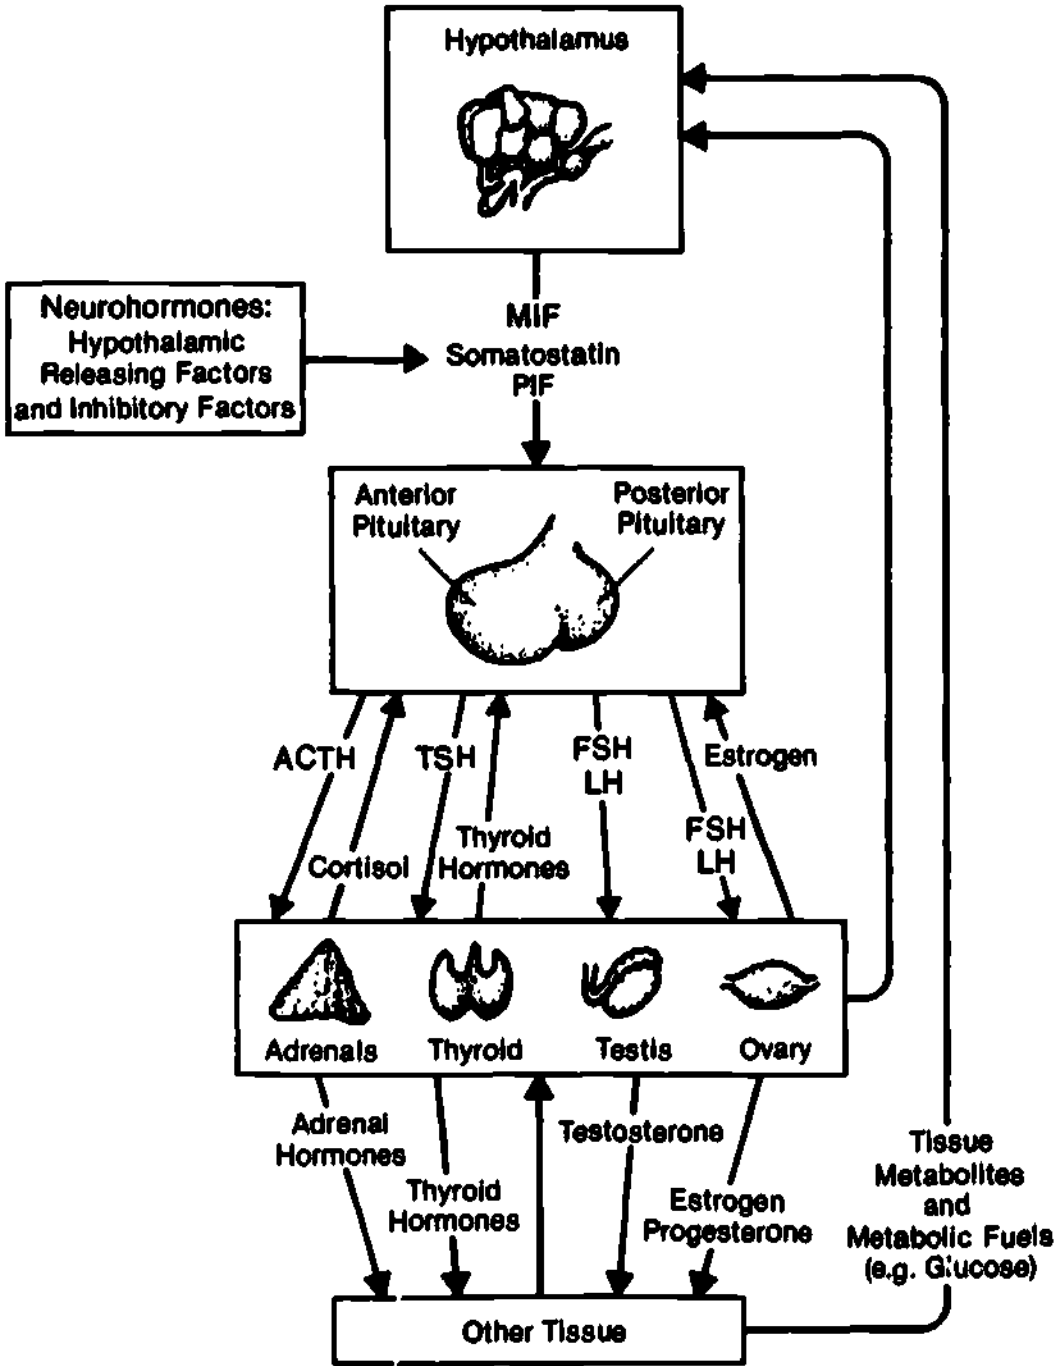 Hypothalamus
Neurohormones:
Hypothalamic
Releasing Factors
and Inhibitory Factors
MIF
Somatostatin
PIF
Anterior
Pituitary
Posterior
Pituitary
ACTH
TSH
FSH
LH
Estrogen
Cortisol
Thyroid
Hormones
FSH
LH
Adrenals
Thyroid
Testis
Ovary
Adrenal
Hormones
Thyroid
Hormones
Testosterone
Estrogen
Progesterone
Tissue
Metabolites
and
Metabolic Fuels
(e.g. Glucose)
Other Tissue